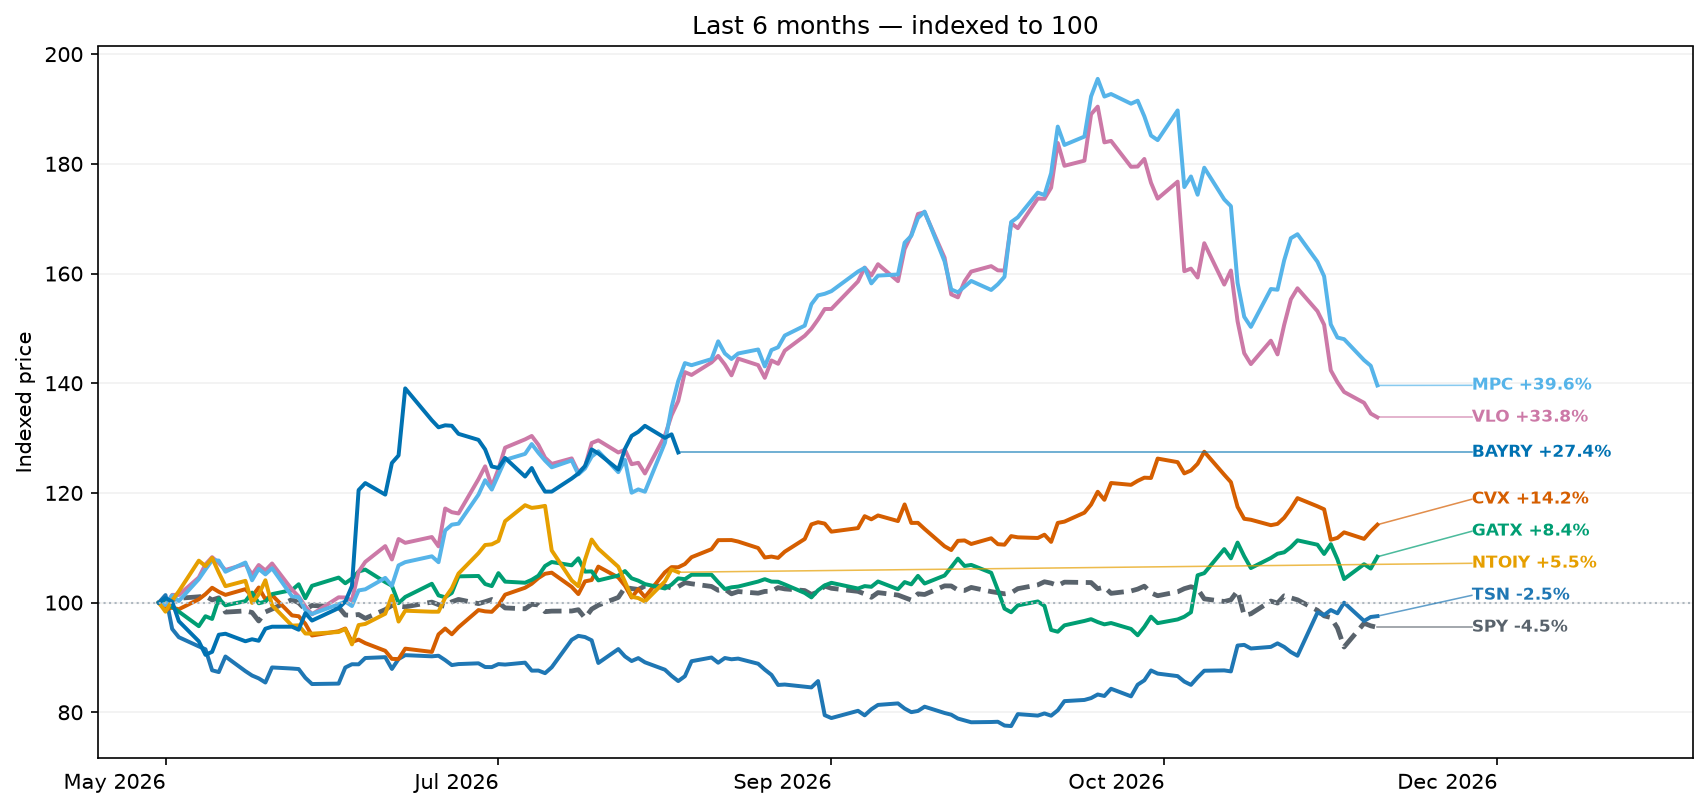 Last 6 months — indexed to 100
Indexed price
200
180
160
140
120
100
80
MPC +39.6%
VLO +33.8%
BAYRY +27.4%
CVX +14.2%
GATX +8.4%
NTOIY +5.5%
TSN -2.5%
SPY -4.5%
May 2026
Jul 2026
Sep 2026
Oct 2026
Dec 2026